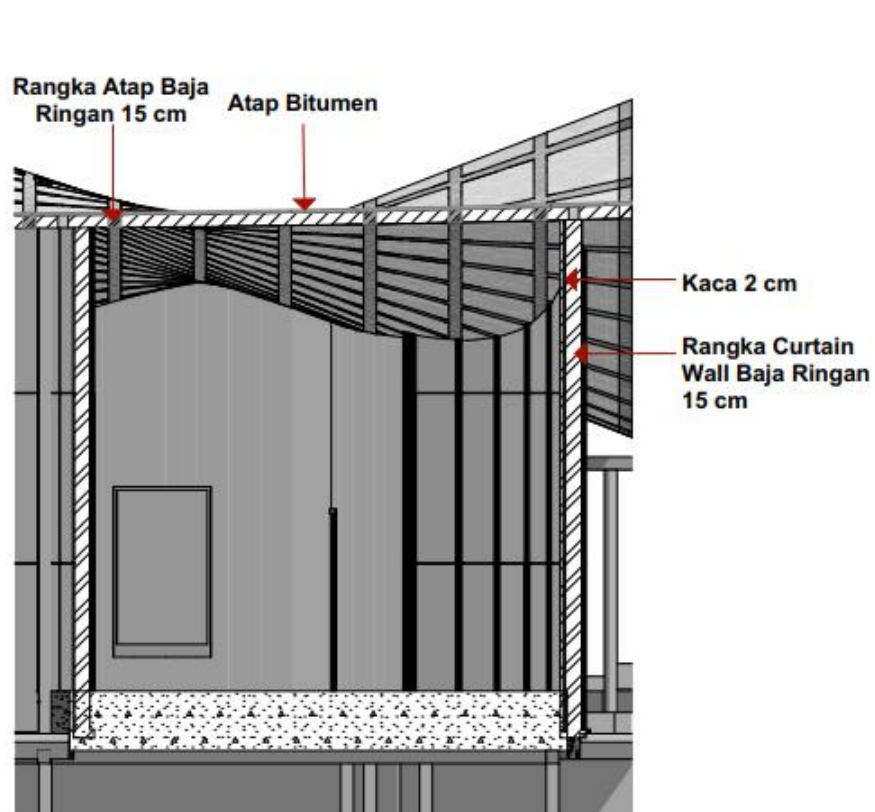 Rangka Atap Baja
Ringan 15 cm
Atap Bitumen
Kaca 2 cm
Rangka Curtain
Wall Baja Ringan
15 cm